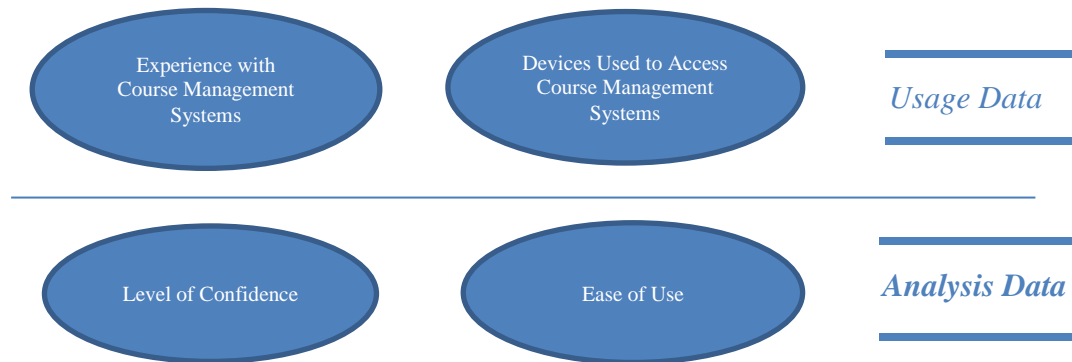 Experience with
Course Management
Systems
Devices Used to Access
Course Management
Systems
Usage Data
Level of Confidence
Ease of Use
Analysis Data